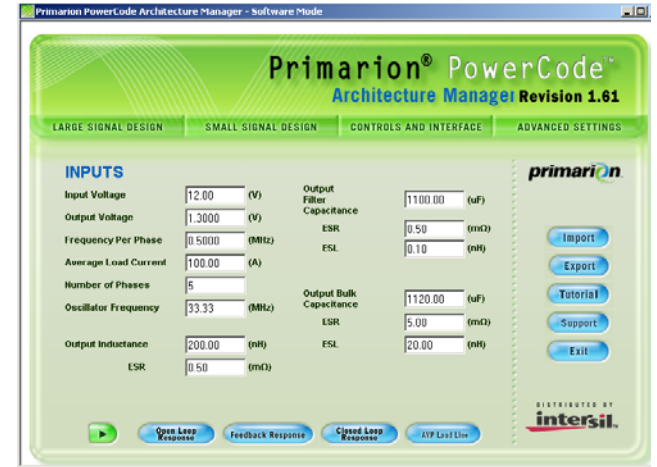 Primarion PowerCode Architecture Manager - Software Mode
Primarion® PowerCode™
Architecture Manager Revision 1.61
LARGE SIGNAL DESIGN
SMALL SIGNAL DESIGN
CONTROLS AND INTERFACE
ADVANCED SETTINGS
INPUTS
Input Voltage 12.00 (V)
Output Voltage 1.3000 (V)
Frequency Per Phase 0.5000 (MHz)
Average Load Current 100.00 (A)
Number of Phases 5
Oscillator Frequency 33.33 (MHz)
Output Inductance 200.00 (nH)
ESR 0.50 (mΩ)
Output
Filter
Capacitance 1100.00 (uF)
ESR 0.50 (mΩ)
ESL 0.10 (nH)
Output Bulk
Capacitance 1120.00 (uF)
ESR 5.00 (mΩ)
ESL 20.00 (nH)
primarion
Import
Export
Tutorial
Support
Exit
DISTRIBUTED BY
intersil
Open Loop
Response
Feedback Response
Closed Loop
Response
AVP Load Line